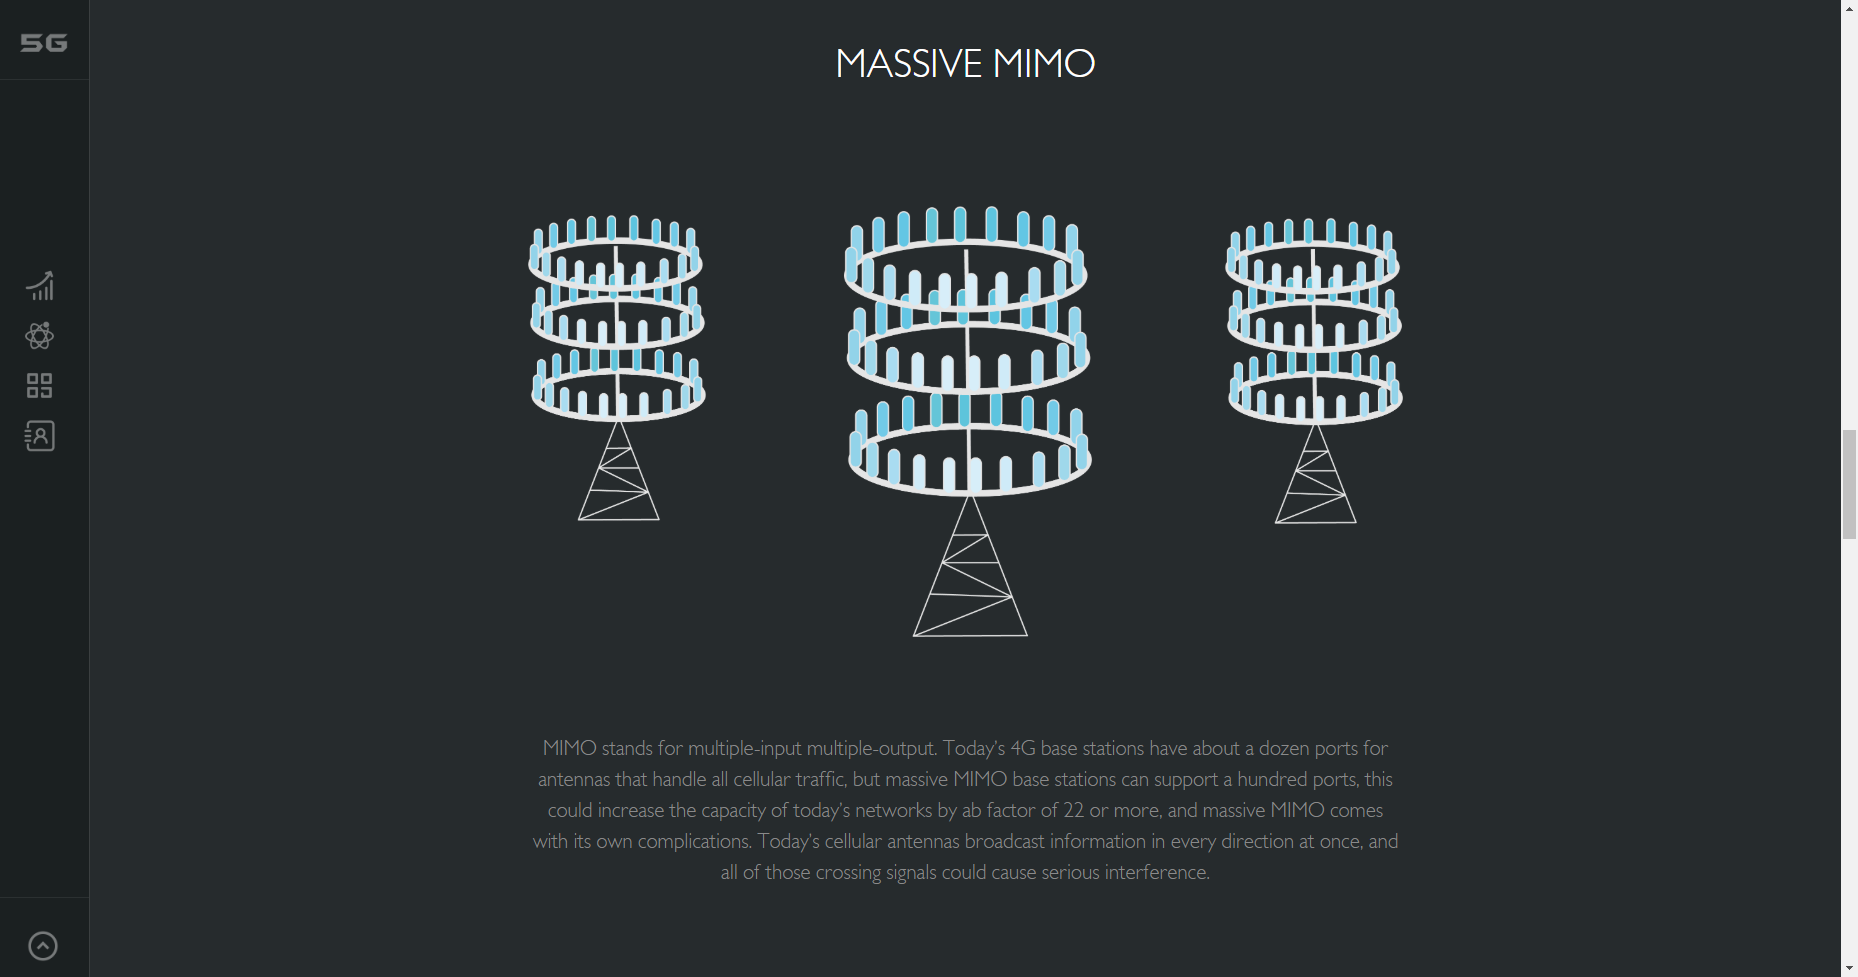 5G
MASSIVE MIMO
MIMO stands for multiple-input multiple-output. Today's 4G base stations have about a dozen ports for
antennas that handle all cellular traffic, but massive MIMO base stations can support a hundred ports, this
could increase the capacity of today's networks by ab factor of 22 or more, and massive MIMO comes
with its own complications. Today's cellular antennas broadcast information in every direction at once, and
all of those crossing signals could cause serious interference.